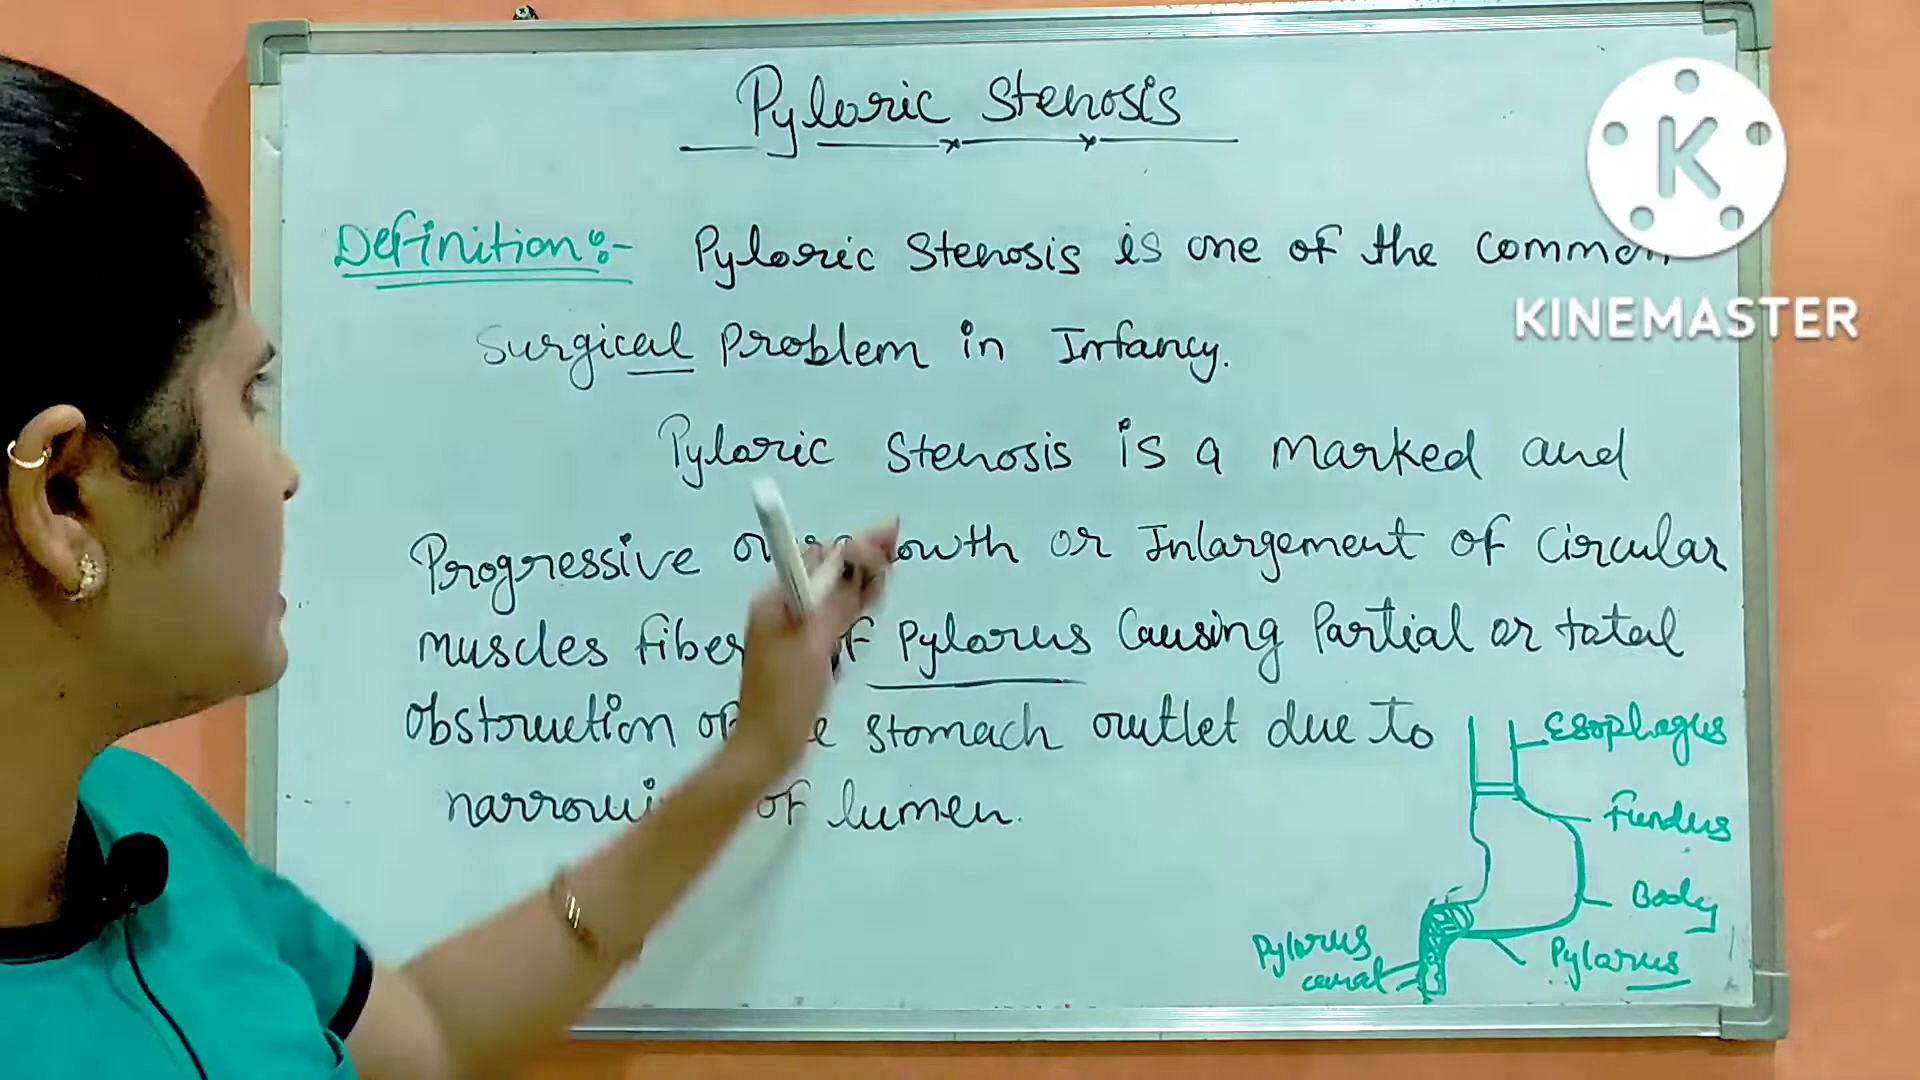 Pyloric Stenosis
Definition:- Pyloric Stenosis is one of the common
Surgical Problem in Infancy.
Pyloric Stenosis is a marked and
Progressive overgrowth or Inlargement of circular
muscles fibers of Pylorus Causing Partial or total
obstruction of the stomach outlet due to
narrowing of lumen.
Esophagus
Fundus
Body
Pylorus
Pylorus
canal
K
KINEMASTER